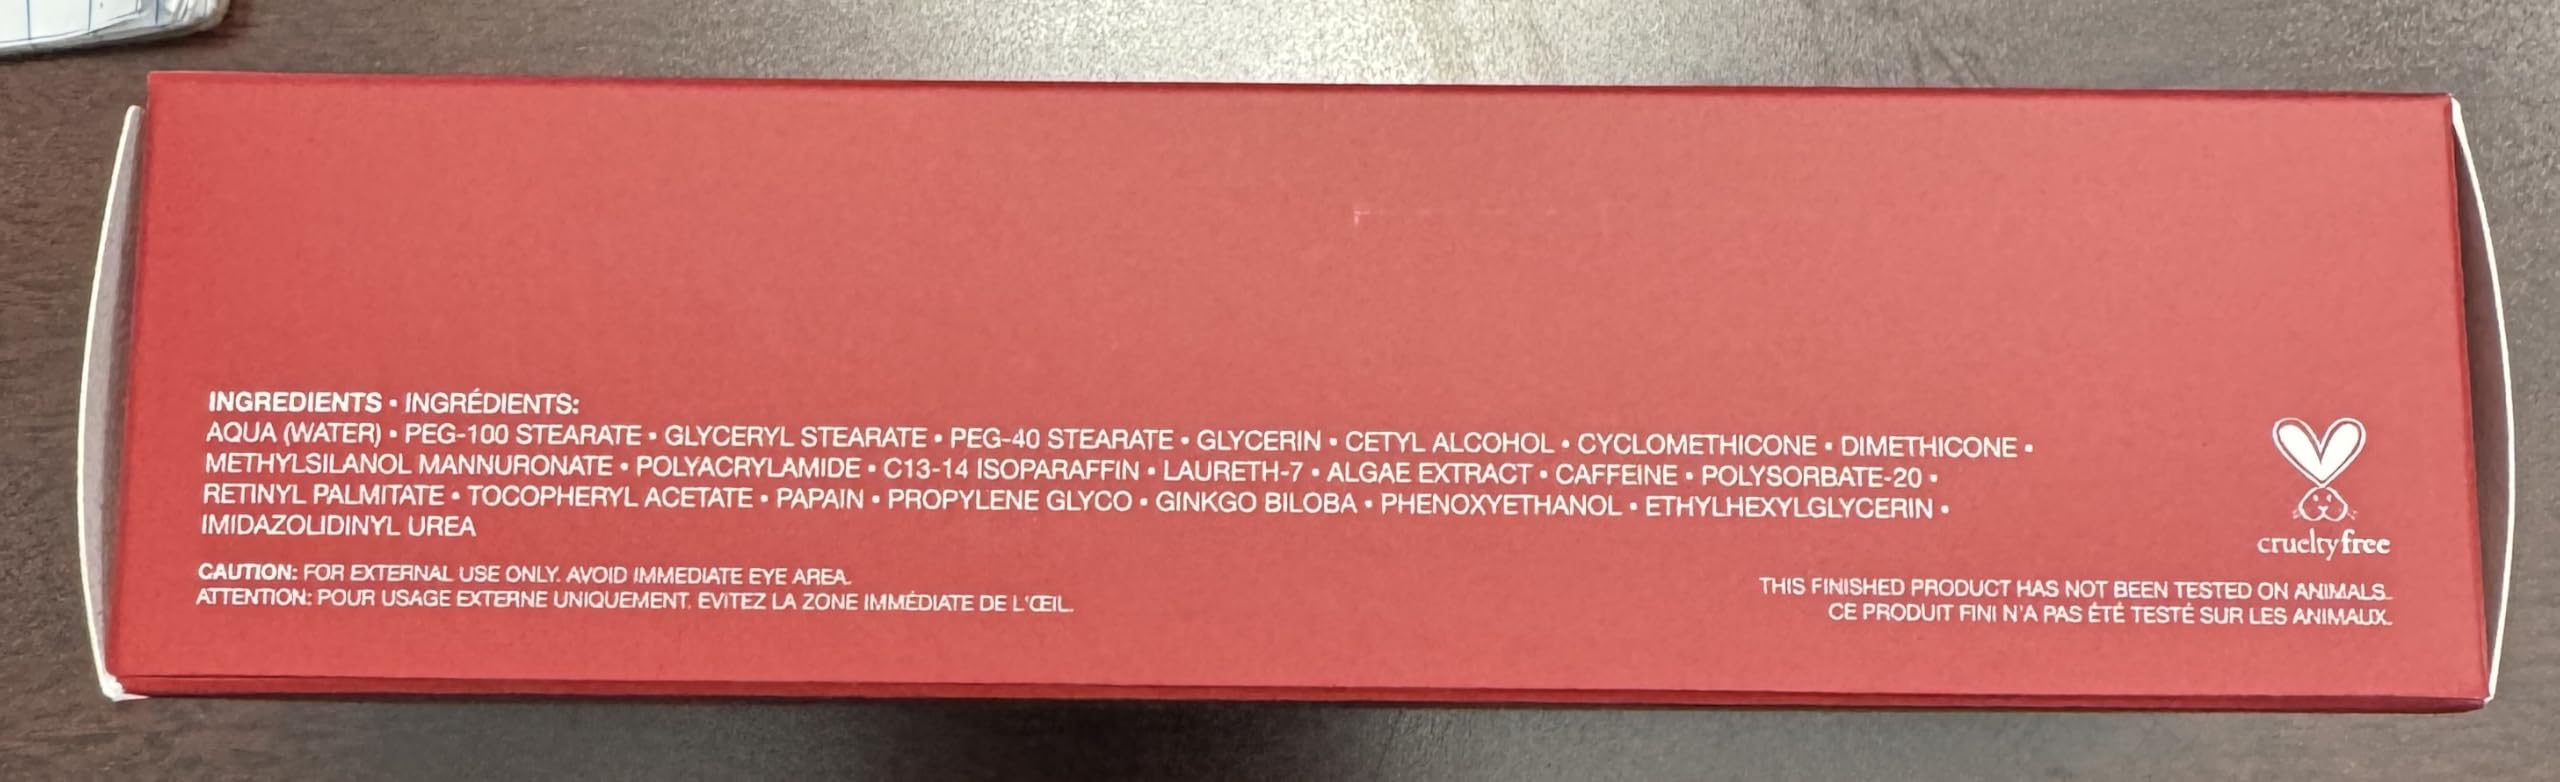 INGREDIENTS • INGRÉDIENTS:
AQUA (WATER) • PEG-100 STEARATE • GLYCERYL STEARATE • PEG-40 STEARATE • GLYCERIN • CETYL ALCOHOL • CYCLOMETHICONE • DIMETHICONE •
METHYLSILANOL MANNURONATE • POLYACRYLAMIDE • C13-14 ISOPARAFFIN • LAURETH-7 • ALGAE EXTRACT • CAFFEINE • POLYSORBATE-20 •
RETINYL PALMITATE • TOCOPHERYL ACETATE • PAPAIN • PROPYLENE GLYCO • GINKGO BILOBA • PHENOXYETHANOL • ETHYLHEXYLGLYCERIN •
IMIDAZOLIDINYL UREA
CAUTION: FOR EXTERNAL USE ONLY. AVOID IMMEDIATE EYE AREA.
ATTENTION: POUR USAGE EXTERNE UNIQUEMENT. EVITEZ LA ZONE IMMÉDIATE DE L'ŒIL.
crueltyfree
THIS FINISHED PRODUCT HAS NOT BEEN TESTED ON ANIMALS.
CE PRODUIT FINI N'A PAS ÉTÉ TESTÉ SUR LES ANIMAUX.